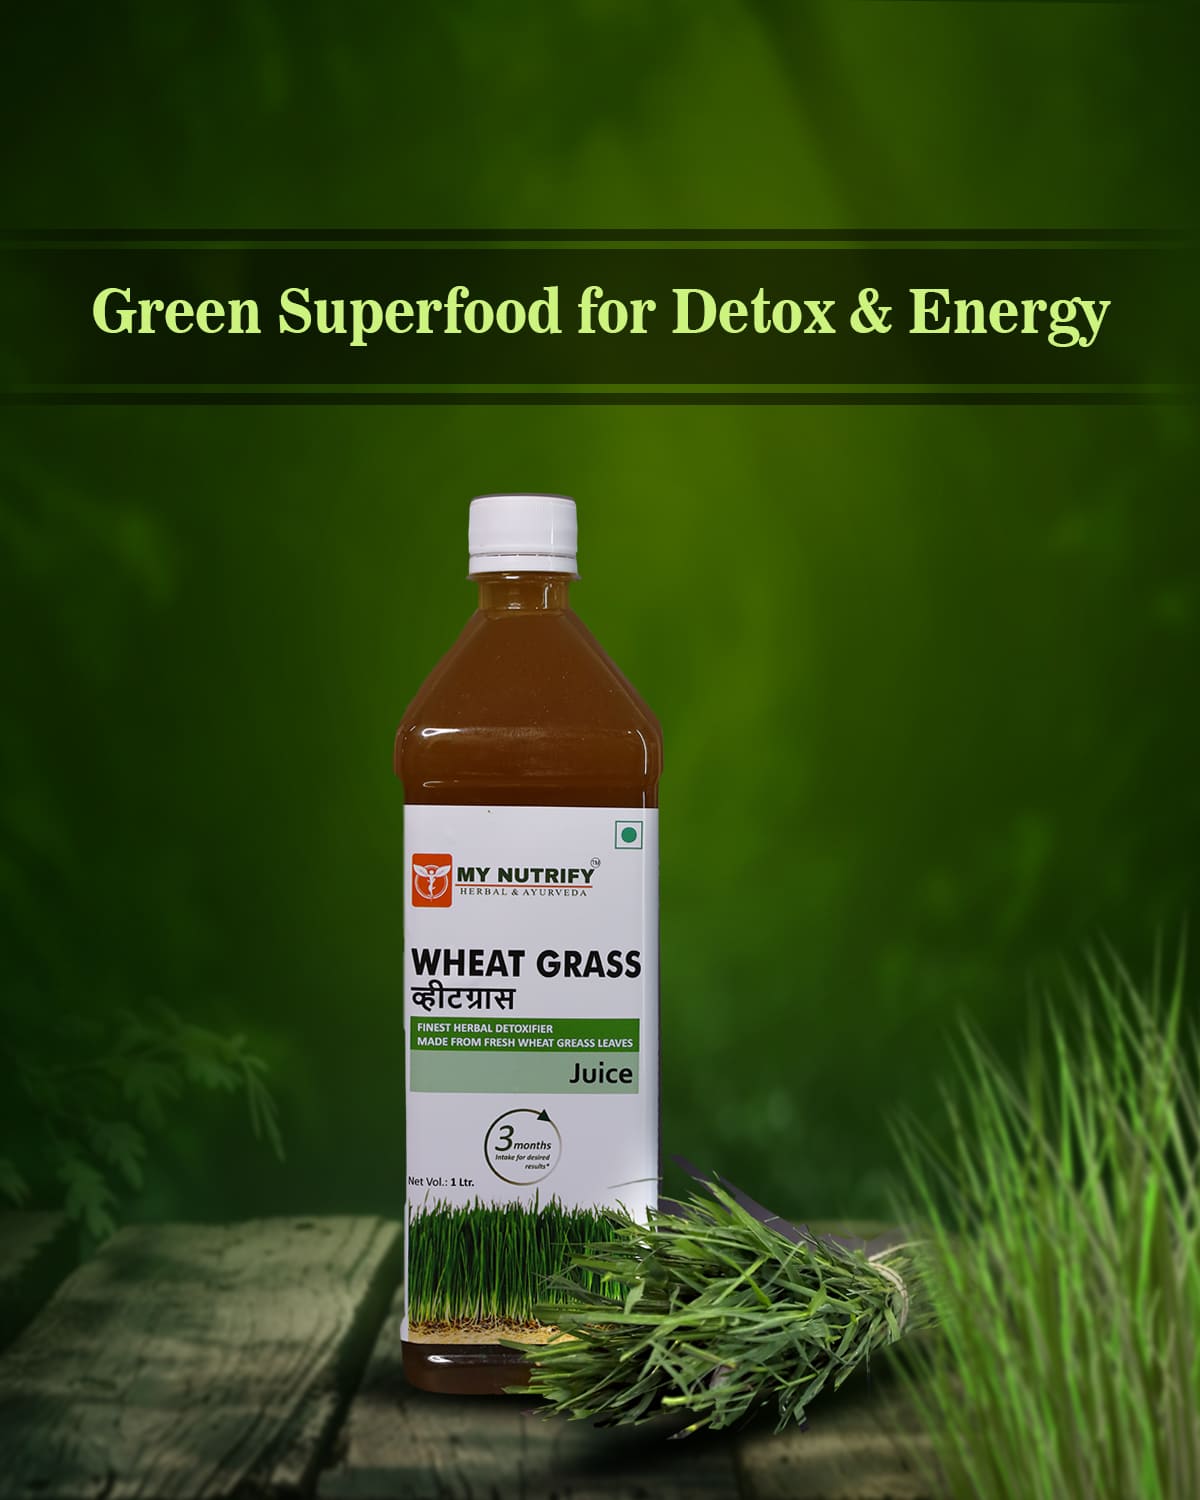 Green Superfood for Detox & Energy
MY NUTRIFY TM
HERBAL & AYURVEDA
WHEAT GRASS
व्हीटग्रास
FINEST HERBAL DETOXIFIER
MADE FROM FRESH WHEAT GREASS LEAVES
Juice
3 months
Intake for desired
results*
Net Vol.: 1 Ltr.